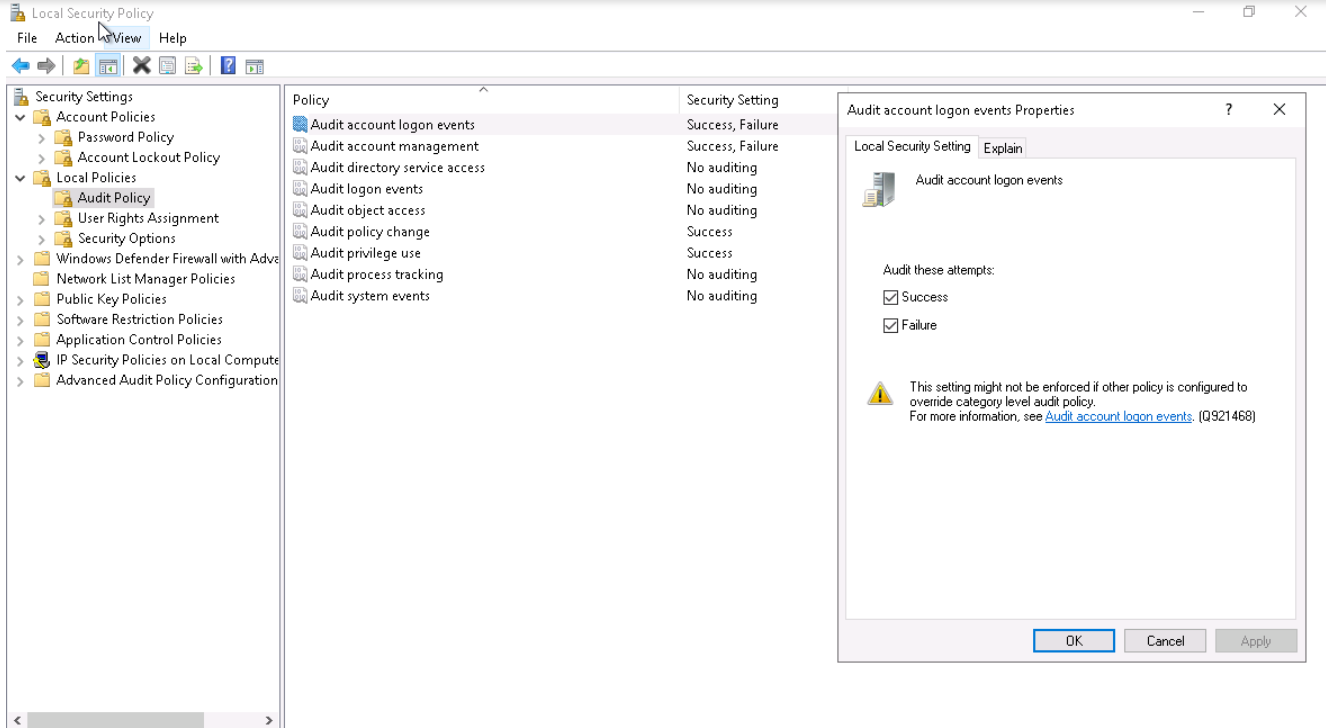 Local Security Policy
File Action View Help
Security Settings
Account Policies
Password Policy
Account Lockout Policy
Local Policies
Audit Policy
User Rights Assignment
Security Options
Windows Defender Firewall with Adva
Network List Manager Policies
Public Key Policies
Software Restriction Policies
Application Control Policies
IP Security Policies on Local Compute
Advanced Audit Policy Configuration
Policy Security Setting
Audit account logon events Success, Failure
Audit account management Success, Failure
Audit directory service access No auditing
Audit logon events No auditing
Audit object access No auditing
Audit policy change Success
Audit privilege use Success
Audit process tracking No auditing
Audit system events No auditing
Audit account logon events Properties ?
Local Security Setting Explain
Audit account logon events
Audit these attempts:
Success
Failure
This setting might not be enforced if other policy is configured to
override category level audit policy.
For more information, see Audit account logon events. (Q921468)
OK Cancel Apply